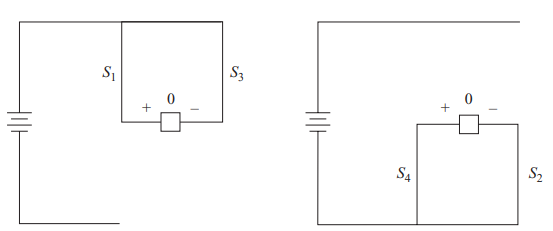 S₁ S₃
+ 0 −
+ 0 −
S₄ S₂